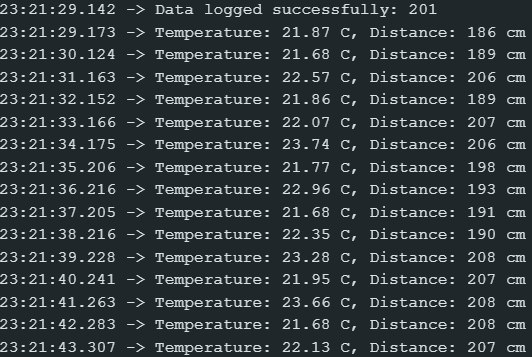 23:21:29.142 -> Data logged successfully: 201
23:21:29.173 -> Temperature: 21.87 C, Distance: 186 cm
23:21:30.124 -> Temperature: 21.68 C, Distance: 189 cm
23:21:31.163 -> Temperature: 22.57 C, Distance: 206 cm
23:21:32.152 -> Temperature: 21.86 C, Distance: 189 cm
23:21:33.166 -> Temperature: 22.07 C, Distance: 207 cm
23:21:34.175 -> Temperature: 23.74 C, Distance: 206 cm
23:21:35.206 -> Temperature: 21.77 C, Distance: 198 cm
23:21:36.216 -> Temperature: 22.96 C, Distance: 193 cm
23:21:37.205 -> Temperature: 21.68 C, Distance: 191 cm
23:21:38.216 -> Temperature: 22.35 C, Distance: 190 cm
23:21:39.228 -> Temperature: 23.28 C, Distance: 208 cm
23:21:40.241 -> Temperature: 21.95 C, Distance: 207 cm
23:21:41.263 -> Temperature: 23.66 C, Distance: 208 cm
23:21:42.283 -> Temperature: 21.68 C, Distance: 208 cm
23:21:43.307 -> Temperature: 22.13 C, Distance: 207 cm